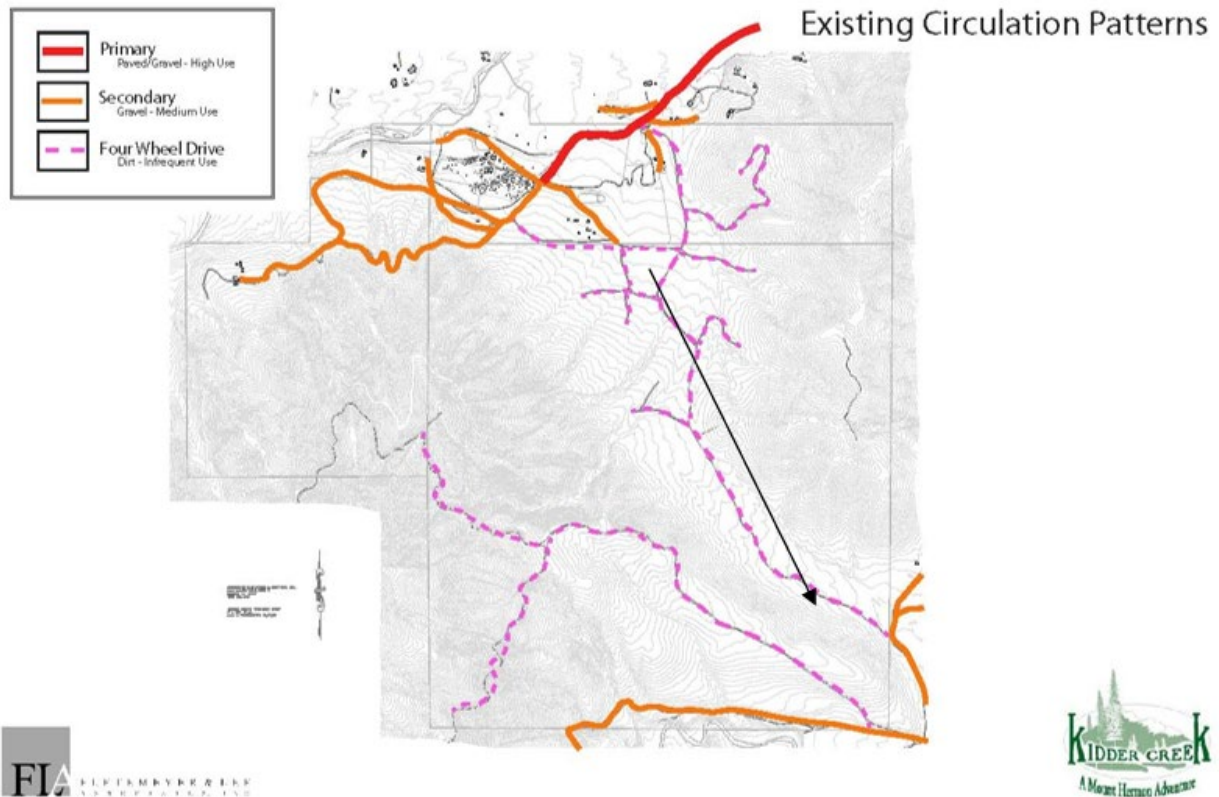 Existing Circulation Patterns
Primary
Paved/Gravel - High Use
Secondary
Gravel - Medium Use
Four Wheel Drive
Dirt - Infrequent Use
KIDDER CREEK
A Mount Hermon Adventure